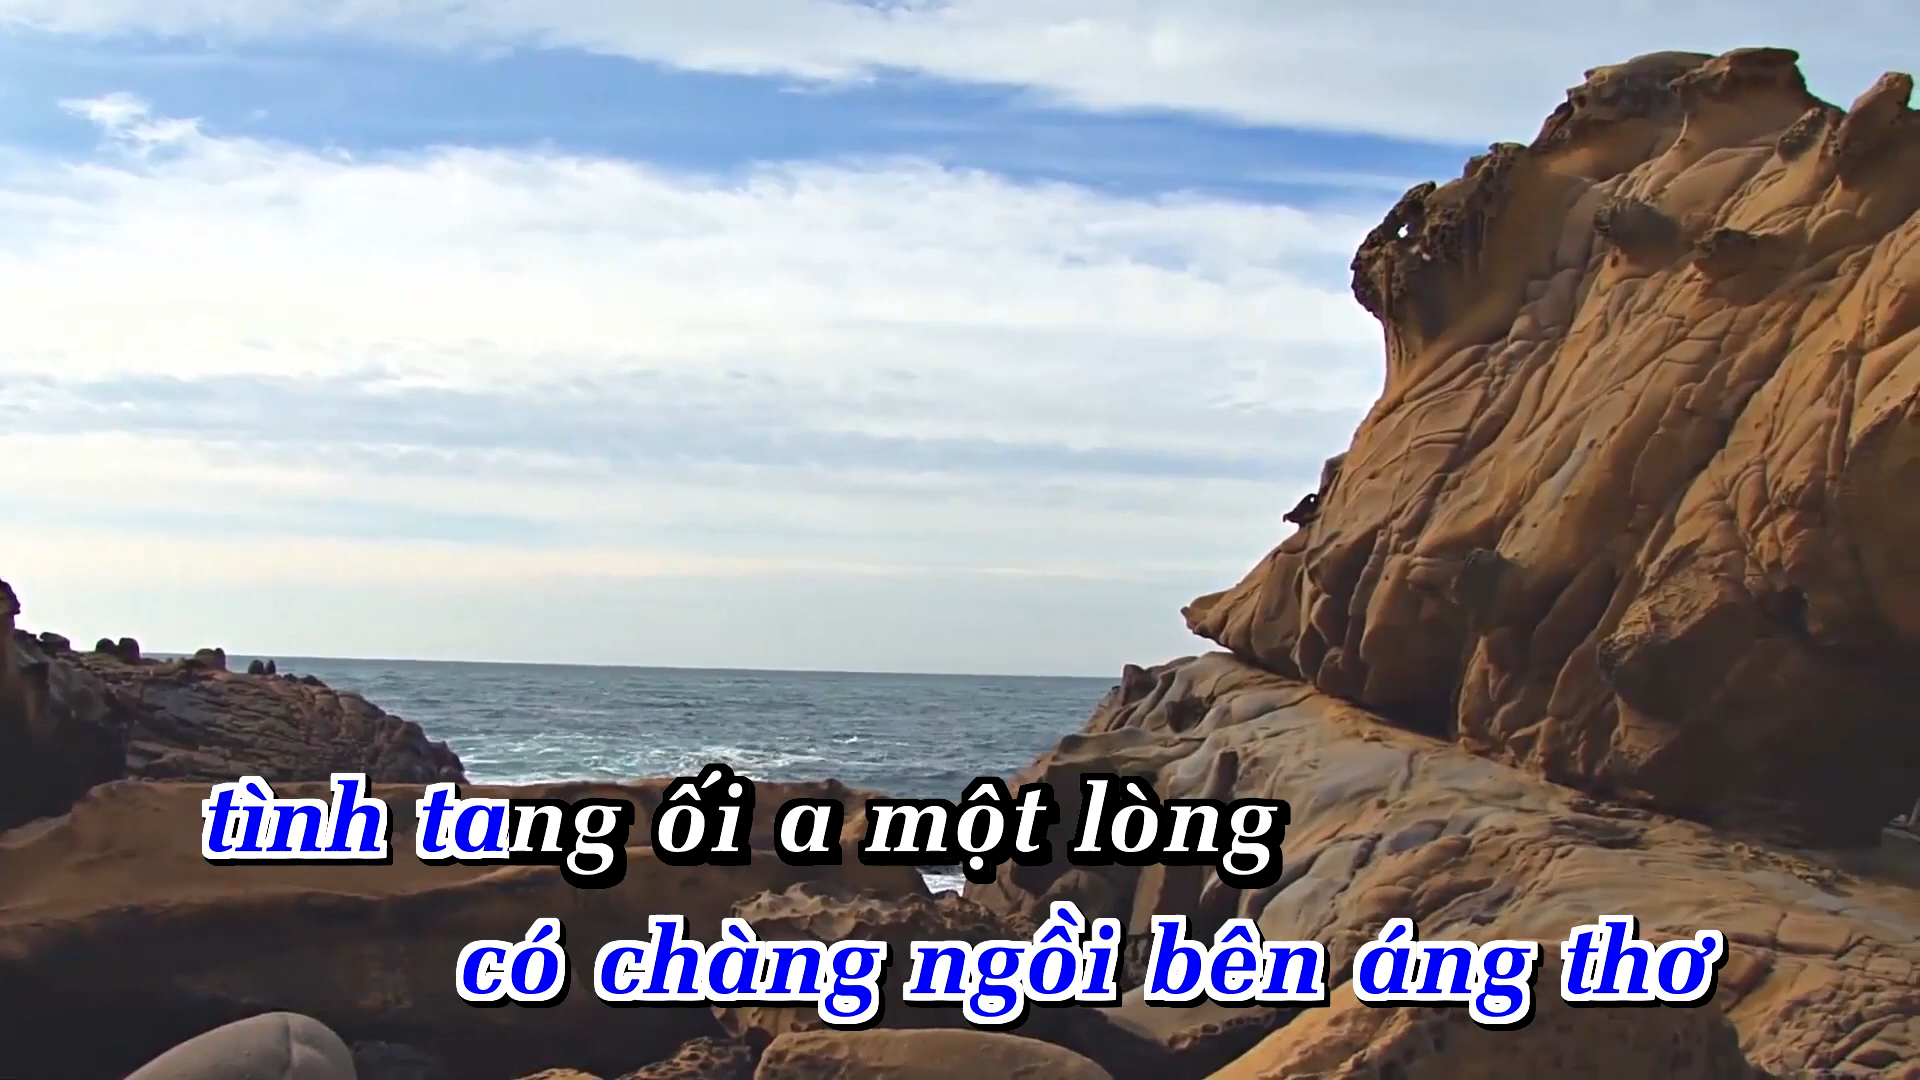 tình tang ối a một lòng
có chàng ngồi bên áng thơ